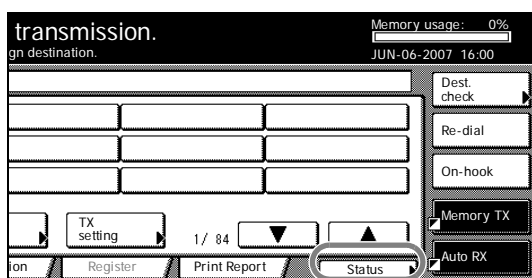 transmission.
Memory usage: 0%
gn destination.
JUN-06-2007 16:00
Dest.
check
Re-dial
On-hook
Memory TX
TX
setting
1/ 84
Auto RX
ion
Register
Print Report
Status